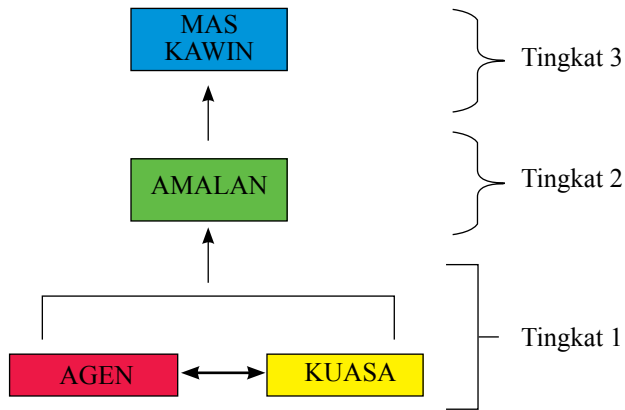 MAS
KAWIN
Tingkat 3
AMALAN
Tingkat 2
Tingkat 1
AGEN
KUASA